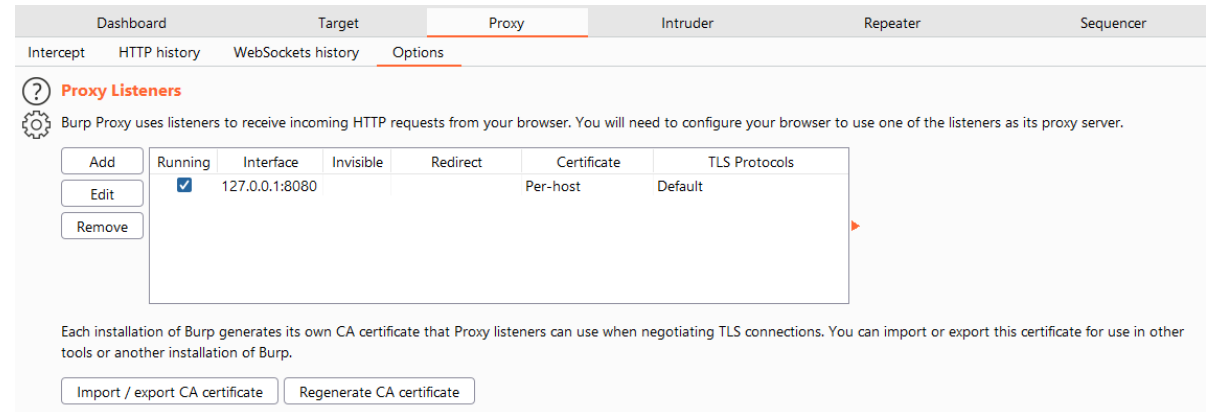 Dashboard Target Proxy Intruder Repeater Sequencer
Intercept HTTP history WebSockets history Options
? Proxy Listeners
Burp Proxy uses listeners to receive incoming HTTP requests from your browser. You will need to configure your browser to use one of the listeners as its proxy server.
Add Running Interface Invisible Redirect Certificate TLS Protocols
Edit 127.0.0.1:8080 Per-host Default
Remove
Each installation of Burp generates its own CA certificate that Proxy listeners can use when negotiating TLS connections. You can import or export this certificate for use in other
tools or another installation of Burp.
Import / export CA certificate Regenerate CA certificate